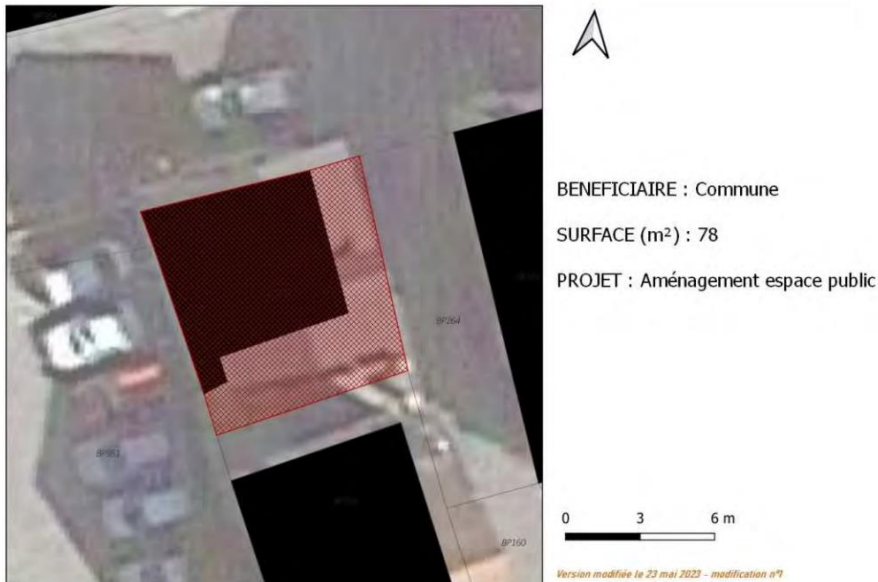 BENEFICIAIRE : Commune
SURFACE (m²) : 78
PROJET : Aménagement espace public
BP264
BP160
0 3 6 m
Version modifiée le 23 mai 2023 – modification n°1